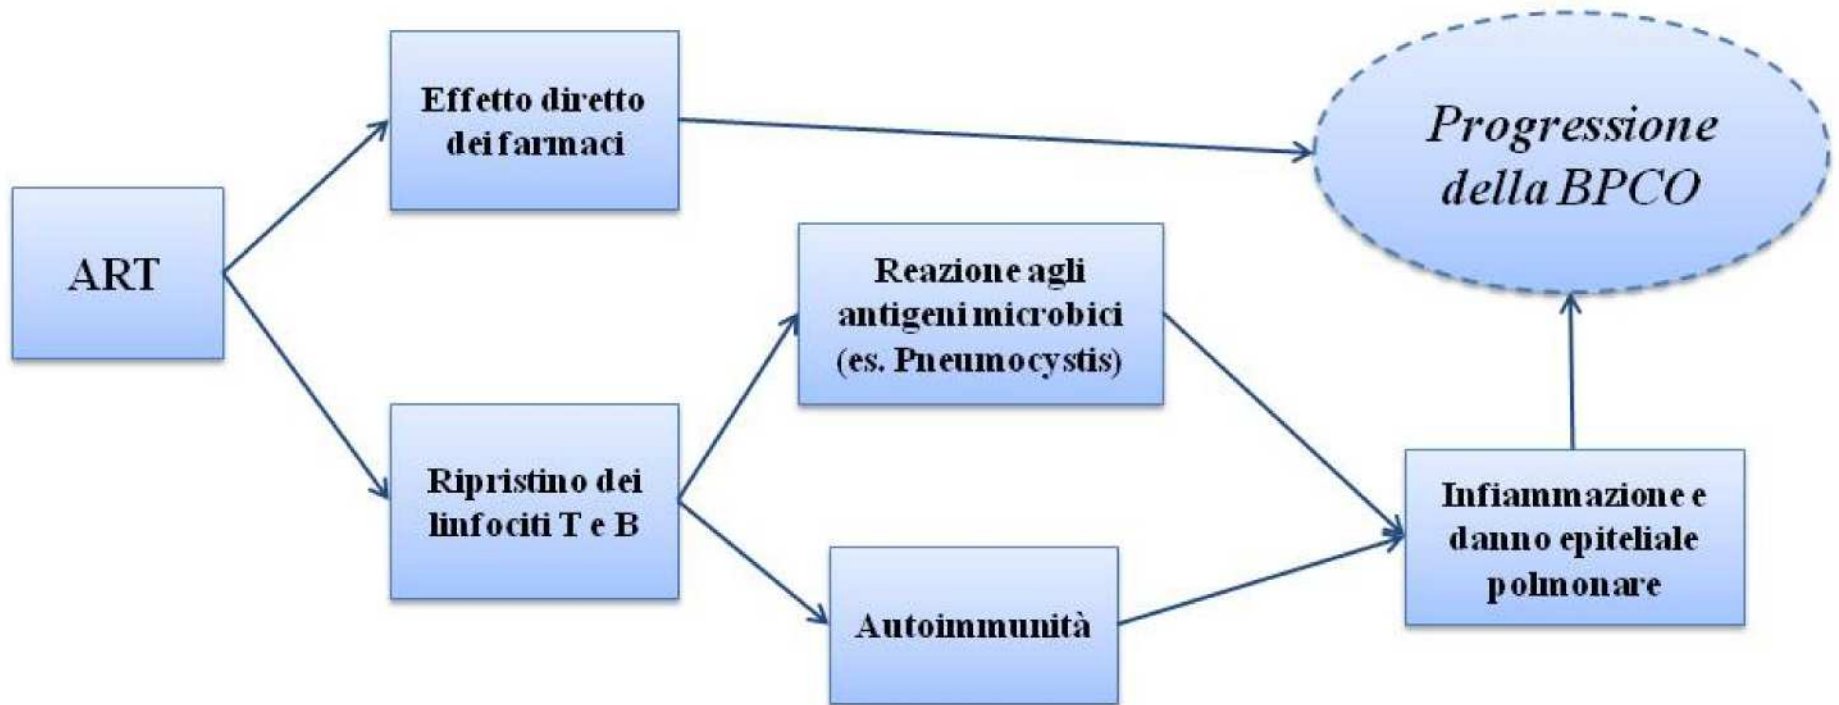 ART
Effetto diretto
dei farmaci
Ripristino dei
linfociti T e B
Reazione agli
antigeni microbici
(es. Pneumocystis)
Autoimmunità
Infiammazione e
danno epiteliale
polmonare
Progressione
della BPCO